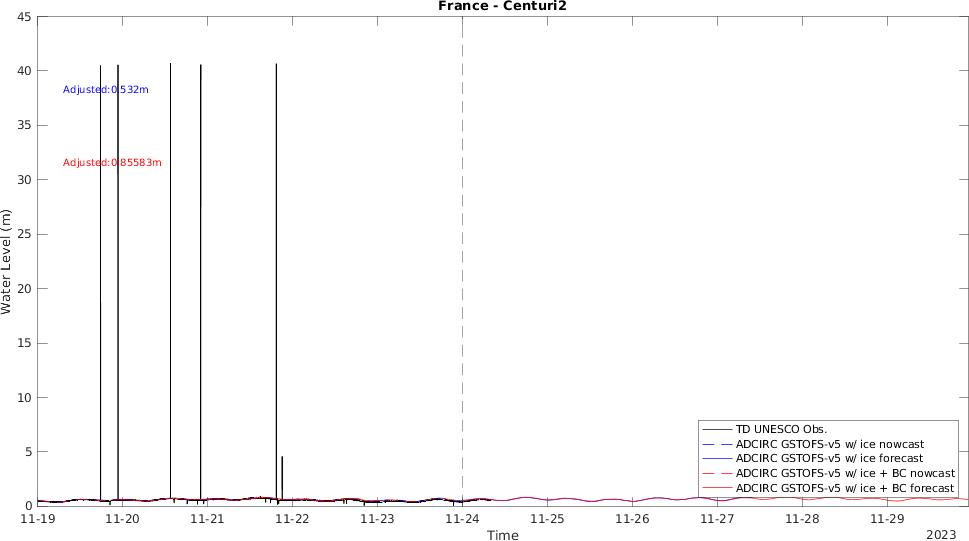 France - Centuri2
45
40
35
30
25
20
15
10
5
0
Water Level (m)
Adjusted:0.532m
Adjusted:0.85583m
TD UNESCO Obs.
ADCIRC GSTOFS-v5 w/ ice nowcast
ADCIRC GSTOFS-v5 w/ ice forecast
ADCIRC GSTOFS-v5 w/ ice + BC nowcast
ADCIRC GSTOFS-v5 w/ ice + BC forecast
11-19 11-20 11-21 11-22 11-23 11-24 11-25 11-26 11-27 11-28 11-29
Time
2023